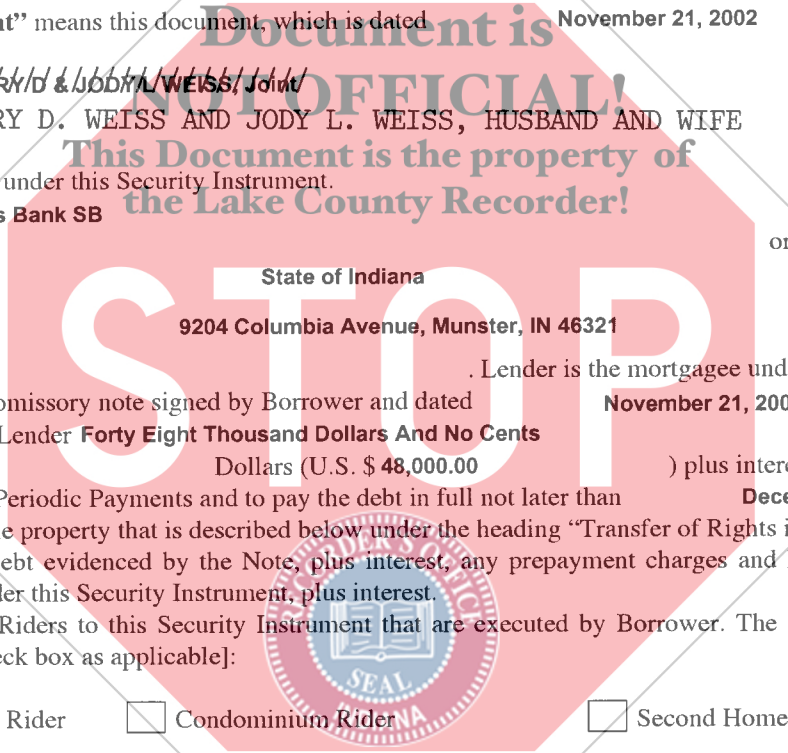 nt” means this document, which is dated November 21, 2002
Document is
RY D & JODY L WEISS, Joint
NOT OFFICIAL!
RY D. WEISS AND JODY L. WEISS, HUSBAND AND WIFE
This Document is the property of
under this Security Instrument.
the Lake County Recorder!
s Bank SB
or
State of Indiana
STOP
9204 Columbia Avenue, Munster, IN 46321
. Lender is the mortgagee und
omissory note signed by Borrower and dated November 21, 200
Lender Forty Eight Thousand Dollars And No Cents
Dollars (U.S. $ 48,000.00 ) plus intere
Periodic Payments and to pay the debt in full not later than Dece
e property that is described below under the heading “Transfer of Rights i
ebt evidenced by the Note, plus interest, any prepayment charges and
der this Security Instrument, plus interest.
RECORDER'S OFFICE
Riders to this Security Instrument that are executed by Borrower. The
eck box as applicable]:
SEAL
Rider Condominium Rider Second Home